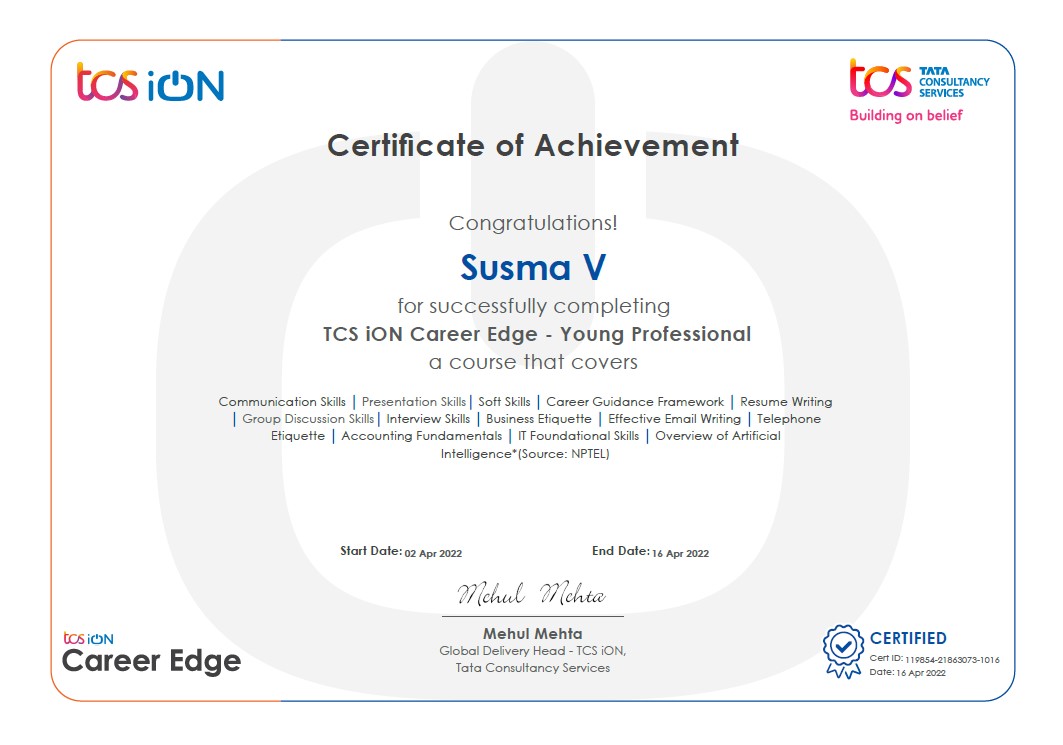 tcs iON
tcs TATA
CONSULTANCY
SERVICES
Building on belief
Certificate of Achievement
Congratulations!
Susma V
for successfully completing
TCS iON Career Edge - Young Professional
a course that covers
Communication Skills | Presentation Skills | Soft Skills | Career Guidance Framework | Resume Writing
| Group Discussion Skills | Interview Skills | Business Etiquette | Effective Email Writing | Telephone
Etiquette | Accounting Fundamentals | IT Foundational Skills | Overview of Artificial
Intelligence*(Source: NPTEL)
Start Date: 02 Apr 2022 End Date: 16 Apr 2022
Mehul Mehta
Mehul Mehta
Global Delivery Head - TCS iON,
Tata Consultancy Services
tcs iON
Career Edge
CERTIFIED
Cert ID: 119854-21863073-1016
Date: 16 Apr 2022